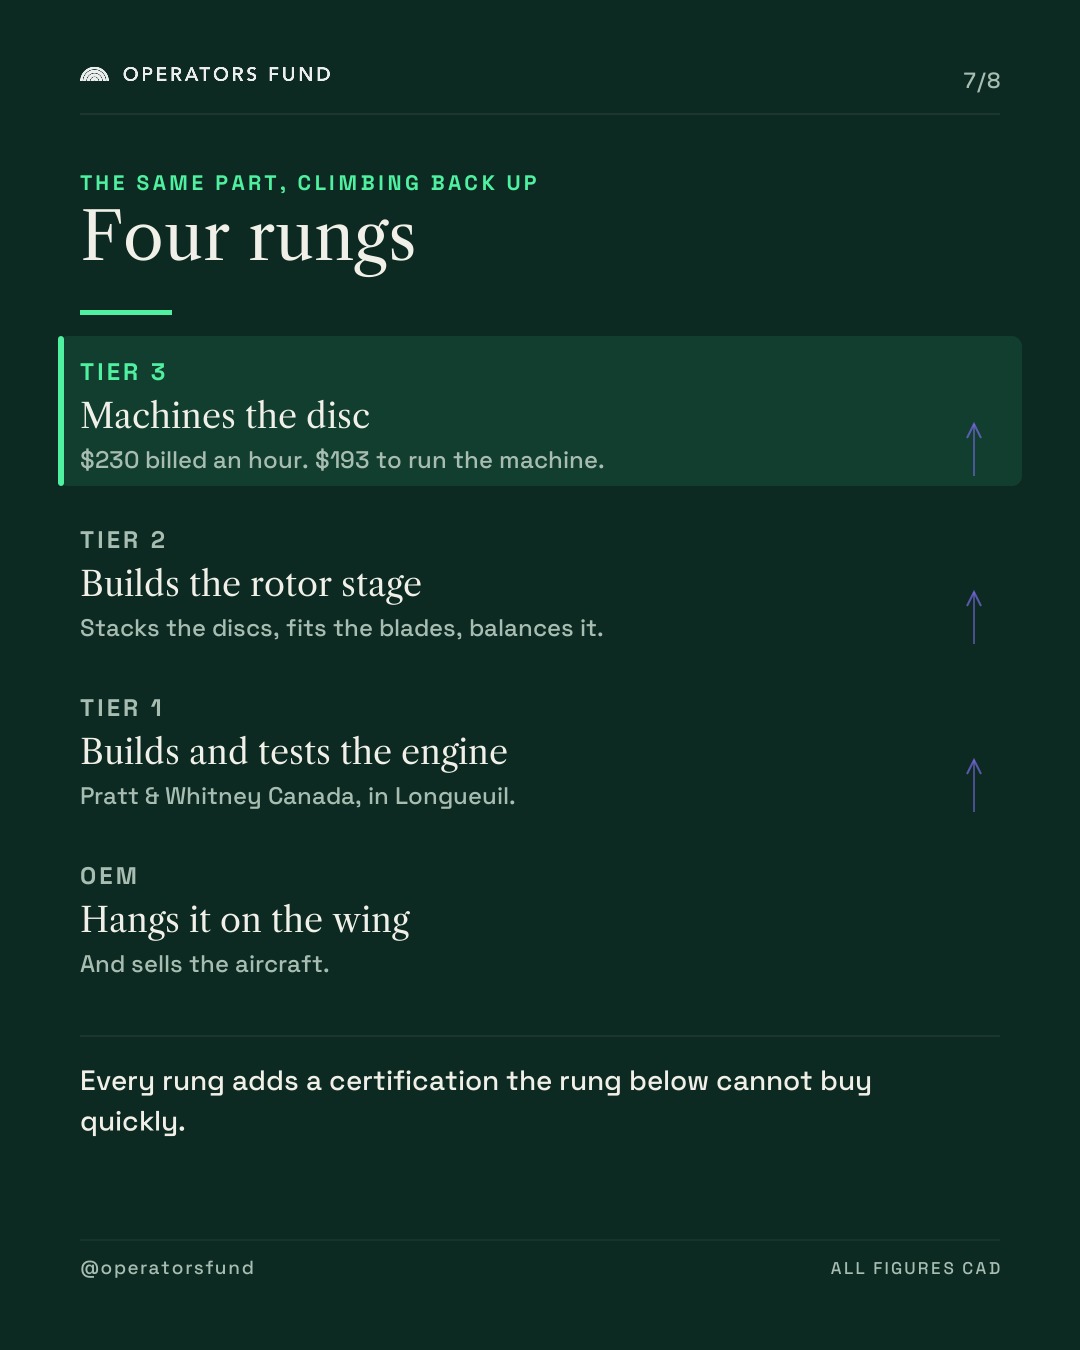 OPERATORS FUND
7/8
THE SAME PART, CLIMBING BACK UP
Four rungs
TIER 3
Machines the disc
$230 billed an hour. $193 to run the machine.
TIER 2
Builds the rotor stage
Stacks the discs, fits the blades, balances it.
TIER 1
Builds and tests the engine
Pratt & Whitney Canada, in Longueuil.
OEM
Hangs it on the wing
And sells the aircraft.
Every rung adds a certification the rung below cannot buy
quickly.
@operatorsfund
ALL FIGURES CAD